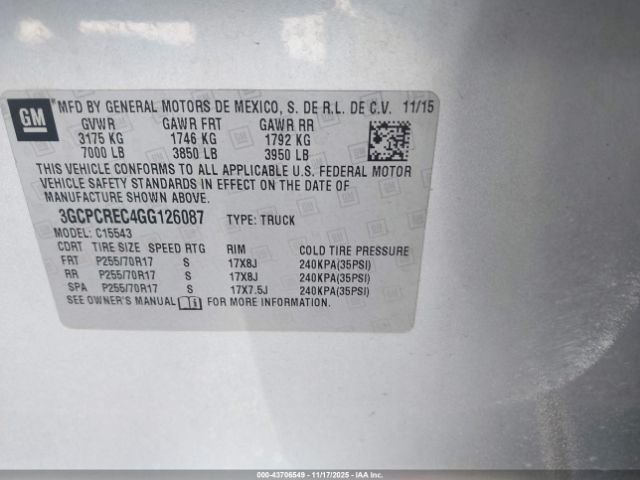 GM
MFD BY GENERAL MOTORS DE MEXICO, S. DE R.L. DE C.V. 11/15
GVWR GAWR FRT GAWR RR
3175 KG 1746 KG 1792 KG
7000 LB 3850 LB 3950 LB
THIS VEHICLE CONFORMS TO ALL APPLICABLE U.S. FEDERAL MOTOR
VEHICLE SAFETY STANDARDS IN EFFECT ON THE DATE OF
MANUFACTURE SHOWN ABOVE.
3GCPCREC4GG126087 TYPE: TRUCK
MODEL: C15543
CDRT TIRE SIZE SPEED RTG RIM COLD TIRE PRESSURE
FRT P255/70R17 S 17X8J 240KPA(35PSI)
RR P255/70R17 S 17X8J 240KPA(35PSI)
SPA P255/70R17 S 17X7.5J 240KPA(35PSI)
SEE OWNER'S MANUAL FOR MORE INFORMATION.
000-43706549 - 11/17/2025 - IAA CA